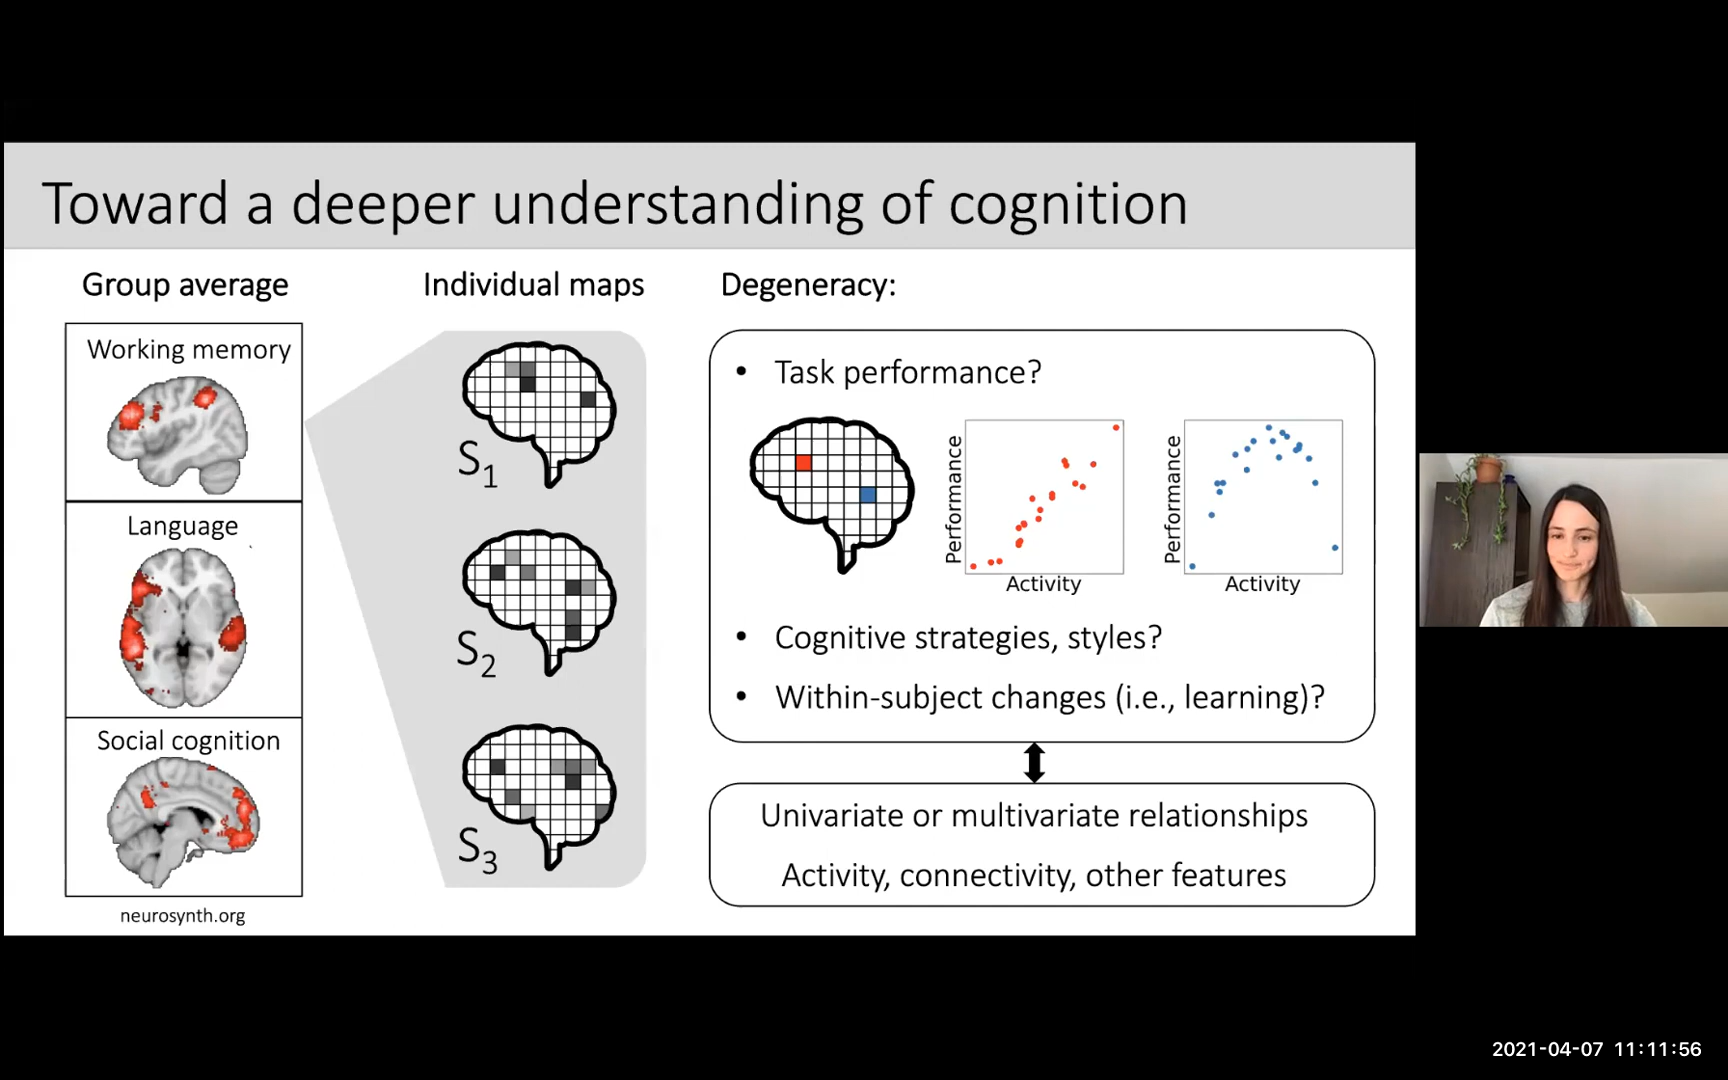 Toward a deeper understanding of cognition
Group average
Working memory
Language
Social cognition
neurosynth.org
Individual maps
S1
S2
S3
Degeneracy:
• Task performance?
Performance
Activity
Performance
Activity
• Cognitive strategies, styles?
• Within-subject changes (i.e., learning)?
Univariate or multivariate relationships
Activity, connectivity, other features
2021-04-07 11:11:56